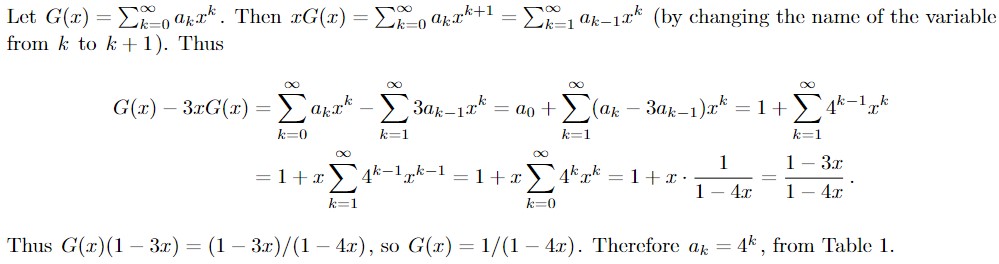 Let G(x) = ∑_{k=0}^{∞} a_k x^k. Then xG(x) = ∑_{k=0}^{∞} a_k x^{k+1} = ∑_{k=1}^{∞} a_{k−1} x^k (by changing the name of the variable
from k to k + 1). Thus
G(x) − 3xG(x) = ∑_{k=0}^{∞} a_k x^k − ∑_{k=1}^{∞} 3a_{k−1} x^k = a_0 + ∑_{k=1}^{∞} (a_k − 3a_{k−1})x^k = 1 + ∑_{k=1}^{∞} 4^{k−1} x^k
= 1 + x ∑_{k=1}^{∞} 4^{k−1} x^{k−1} = 1 + x ∑_{k=0}^{∞} 4^k x^k = 1 + x · \frac{1}{1 − 4x} = \frac{1 − 3x}{1 − 4x} .
Thus G(x)(1 − 3x) = (1 − 3x)/(1 − 4x), so G(x) = 1/(1 − 4x). Therefore a_k = 4^k, from Table 1.